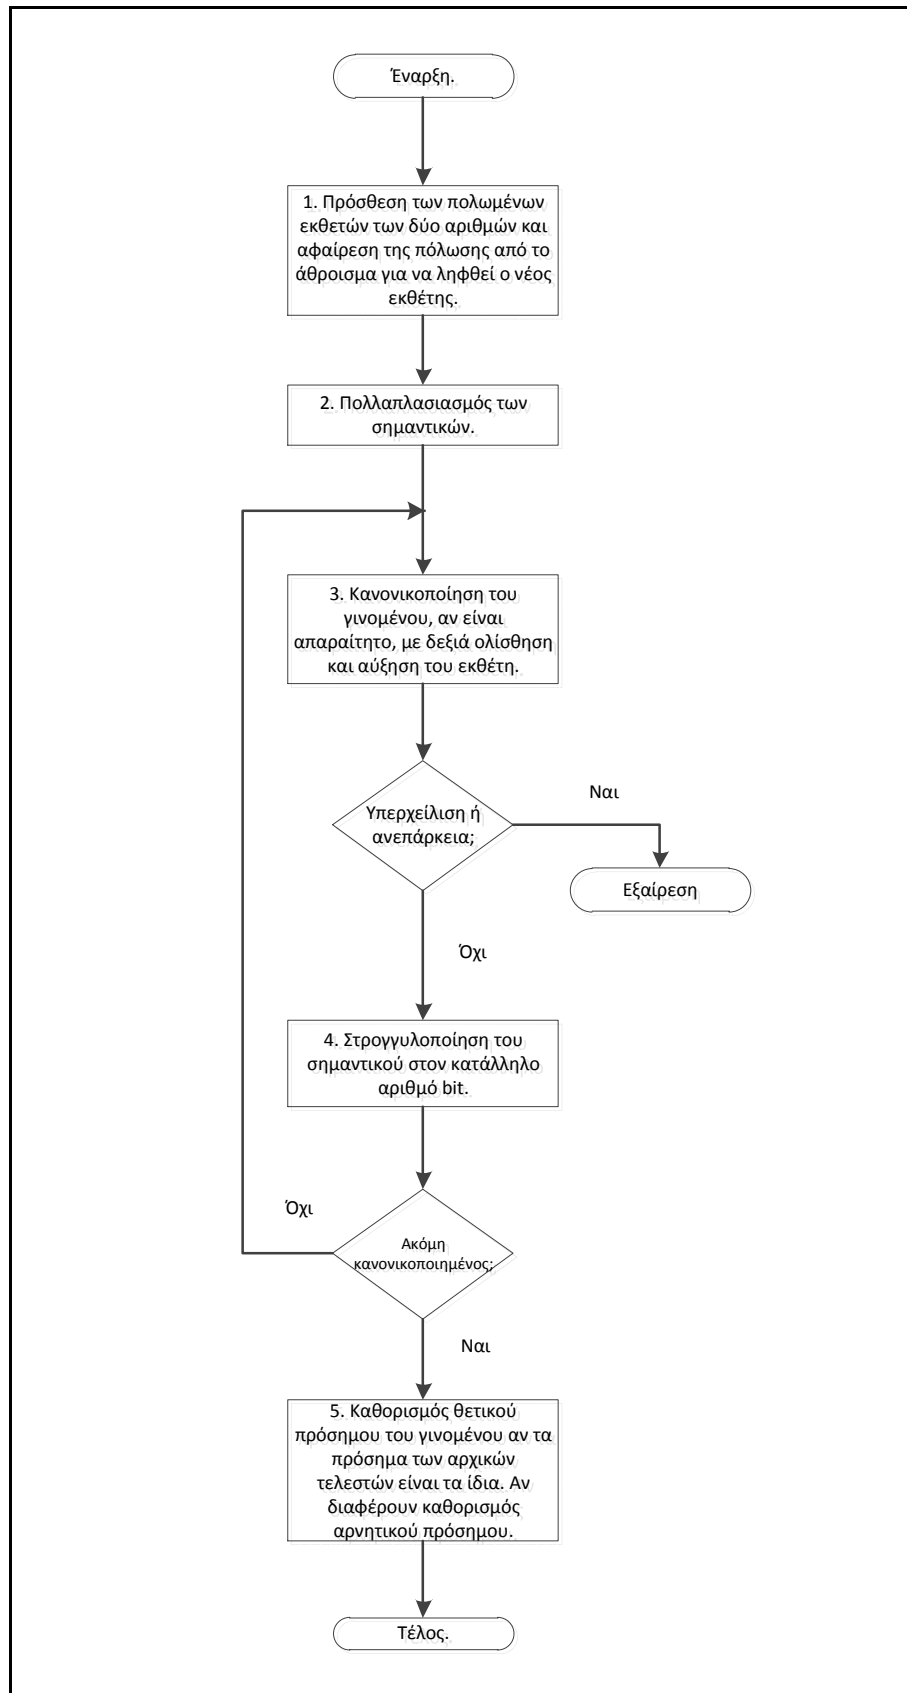 Έναρξη.
1. Πρόσθεση των πολωμένων
εκθετών των δύο αριθμών και
αφαίρεση της πόλωσης από το
άθροισμα για να ληφθεί ο νέος
εκθέτης.
2. Πολλαπλασιασμός των
σημαντικών.
3. Κανονικοποίηση του
γινομένου, αν είναι
απαραίτητο, με δεξιά ολίσθηση
και αύξηση του εκθέτη.
Υπερχείλιση ή
ανεπάρκεια;
Ναι
Εξαίρεση
Όχι
4. Στρογγυλοποίηση του
σημαντικού στον κατάλληλο
αριθμό bit.
Όχι
Ακόμη
κανονικοποιημένος;
Ναι
5. Καθορισμός θετικού
πρόσημου του γινομένου αν τα
πρόσημα των αρχικών
τελεστών είναι τα ίδια. Αν
διαφέρουν καθορισμός
αρνητικού πρόσημου.
Τέλος.